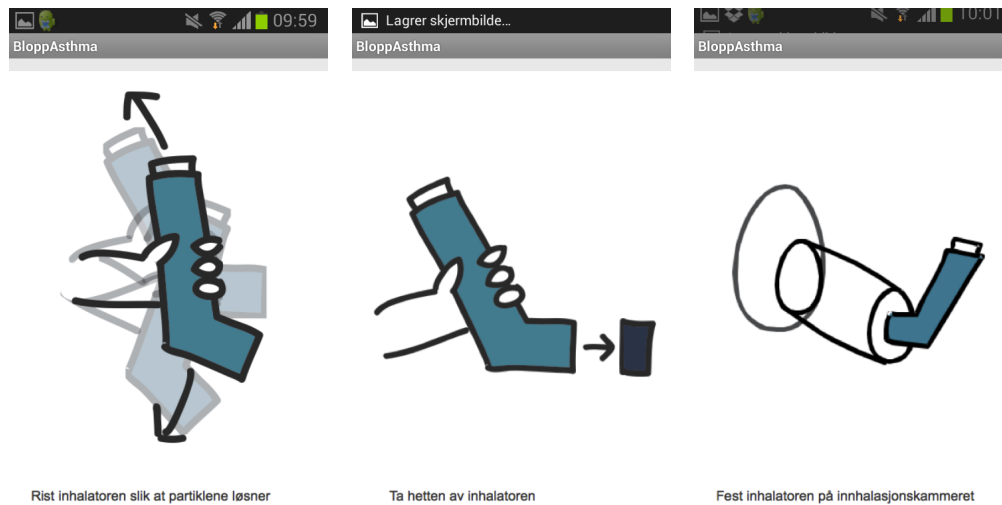 09:59
BloppAsthma
Rist inhalatoren slik at partiklene løsner
Lagrer skjermbilde...
BloppAsthma
Ta hetten av inhalatoren
10:01
BloppAsthma
Fest inhalatoren på innhalasjonskammeret